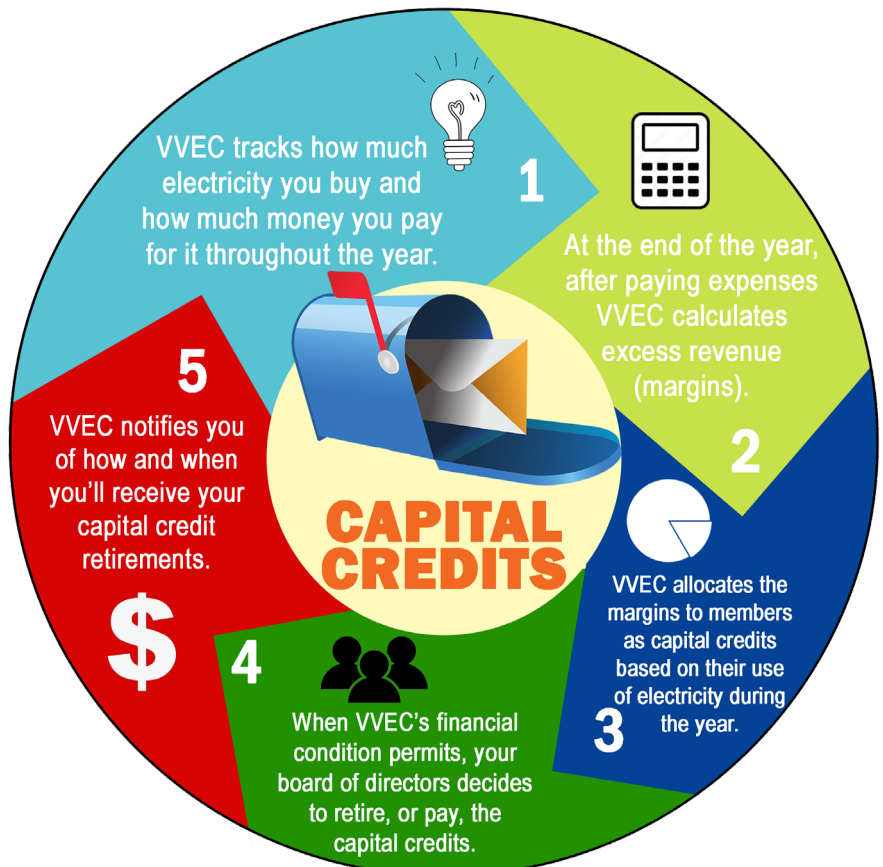 VVEC tracks how much
electricity you buy and
how much money you pay
for it throughout the year.
1
At the end of the year,
after paying expenses
VVEC calculates
excess revenue
(margins).
2
VVEC allocates the
margins to members
as capital credits
based on their use
of electricity during
the year.
3
4
When VVEC's financial
condition permits, your
board of directors decides
to retire, or pay, the
capital credits.
5
VVEC notifies you
of how and when
you'll receive your
capital credit
retirements.
$
CAPITAL
CREDITS